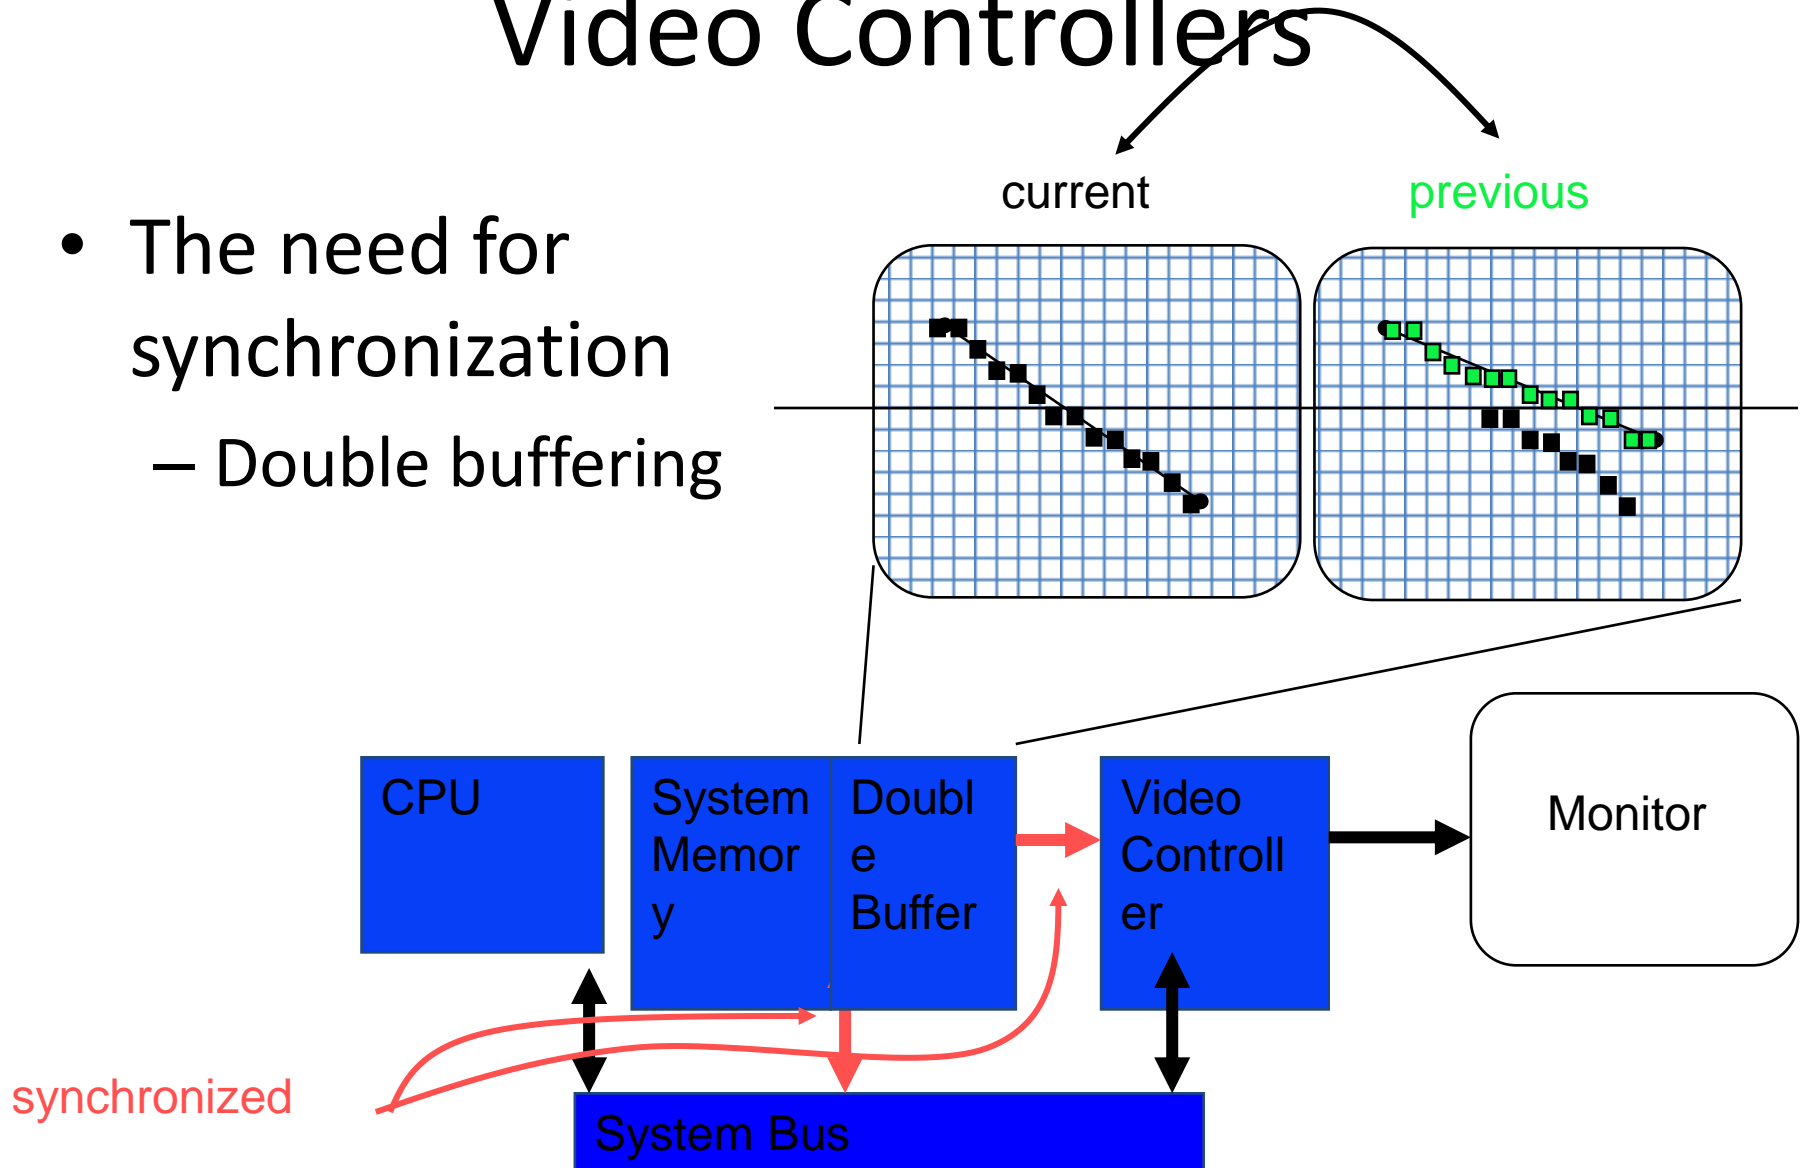 Video Controllers
• The need for
synchronization
– Double buffering
current
previous
CPU
System
Memor
y
Doubl
e
Buffer
Video
Controll
er
Monitor
synchronized
System Bus